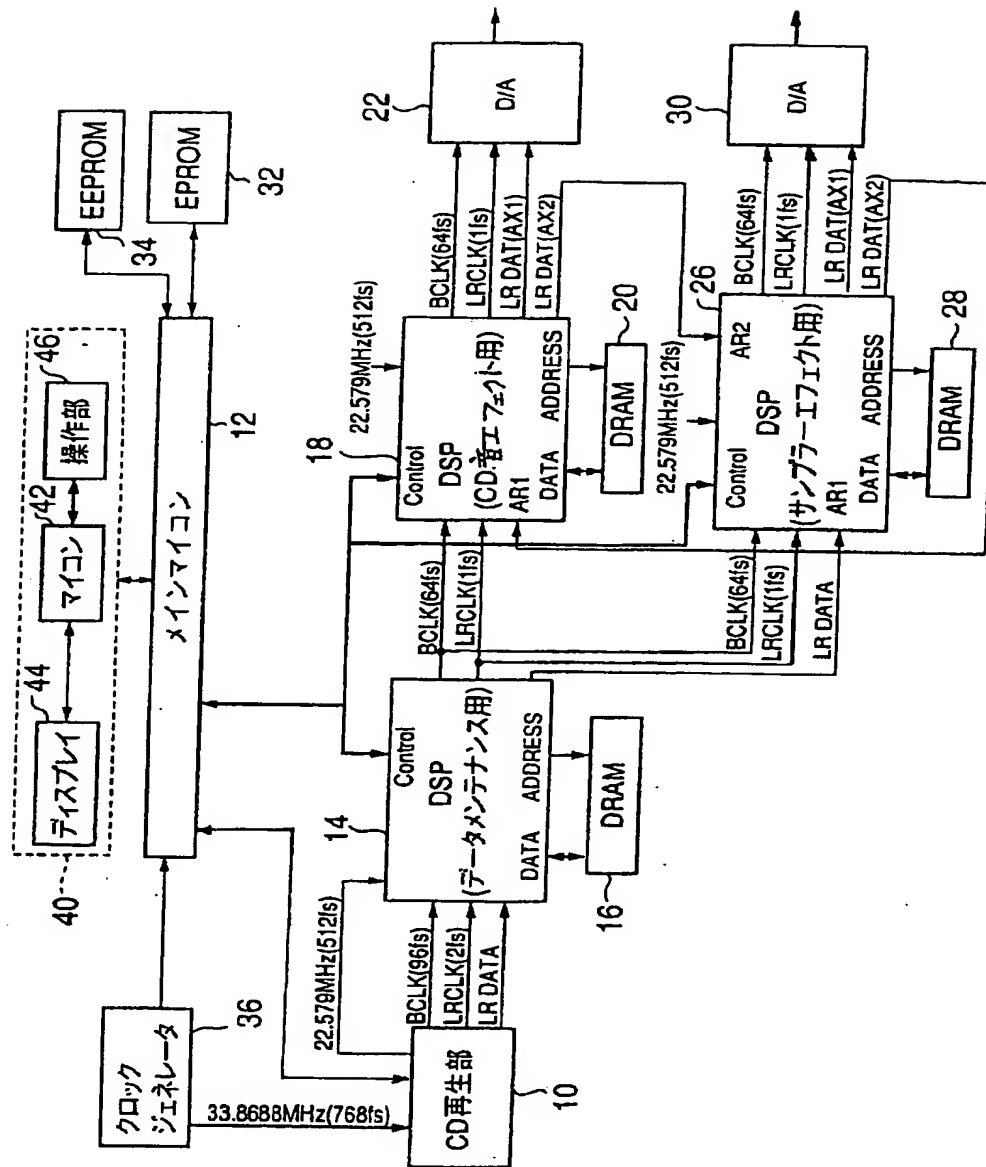 クロック
ジェネレータ
36
33.8688MHz(768fs)
40
44
ディスプレイ
42
マイコン
46
操作部
メインマイコン
12
EEPROM
34
EPROM
32
CD再生部
10
22.579MHz(512fs)
BCLK(96fs)
LRCLK(2fs)
LR DATA
14
Control
DSP
(データメンテナンス用)
DATA
ADDRESS
DRAM
16
BCLK(64fs)
LRCLK(1fs)
BCLK(64fs)
LRCLK(1fs)
LR DATA
18
22.579MHz(512fs)
Control
DSP
(CD音エフェクト用)
AR1
DATA
ADDRESS
DRAM
20
BCLK(64fs)
LRCLK(1fs)
LR DAT(AX1)
LR DAT(AX2)
22
D/A
22.579MHz(512fs)
26
Control
AR2
DSP
(サンプラーエフェクト用)
AR1
DATA
ADDRESS
DRAM
28
BCLK(64fs)
LRCLK(1fs)
LR DAT(AX1)
LR DAT(AX2)
30
D/A